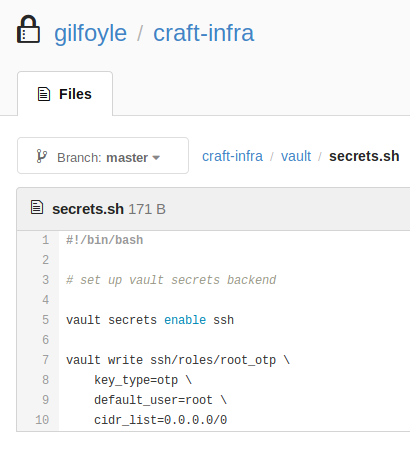 gilfoyle / craft-infra
Files
Branch: master
craft-infra / vault / secrets.sh
secrets.sh 171 B
1 #!/bin/bash
2
3 # set up vault secrets backend
4
5 vault secrets enable ssh
6
7 vault write ssh/roles/root_otp \
8     key_type=otp \
9     default_user=root \
10     cidr_list=0.0.0.0/0